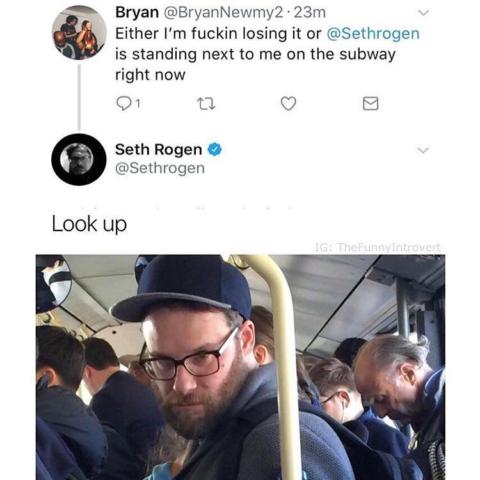 Bryan @BryanNewmy2 · 23m
Either I'm fuckin losing it or @Sethrogen
is standing next to me on the subway
right now
1
Seth Rogen
@Sethrogen
Look up
IG: TheFunnyIntrovert